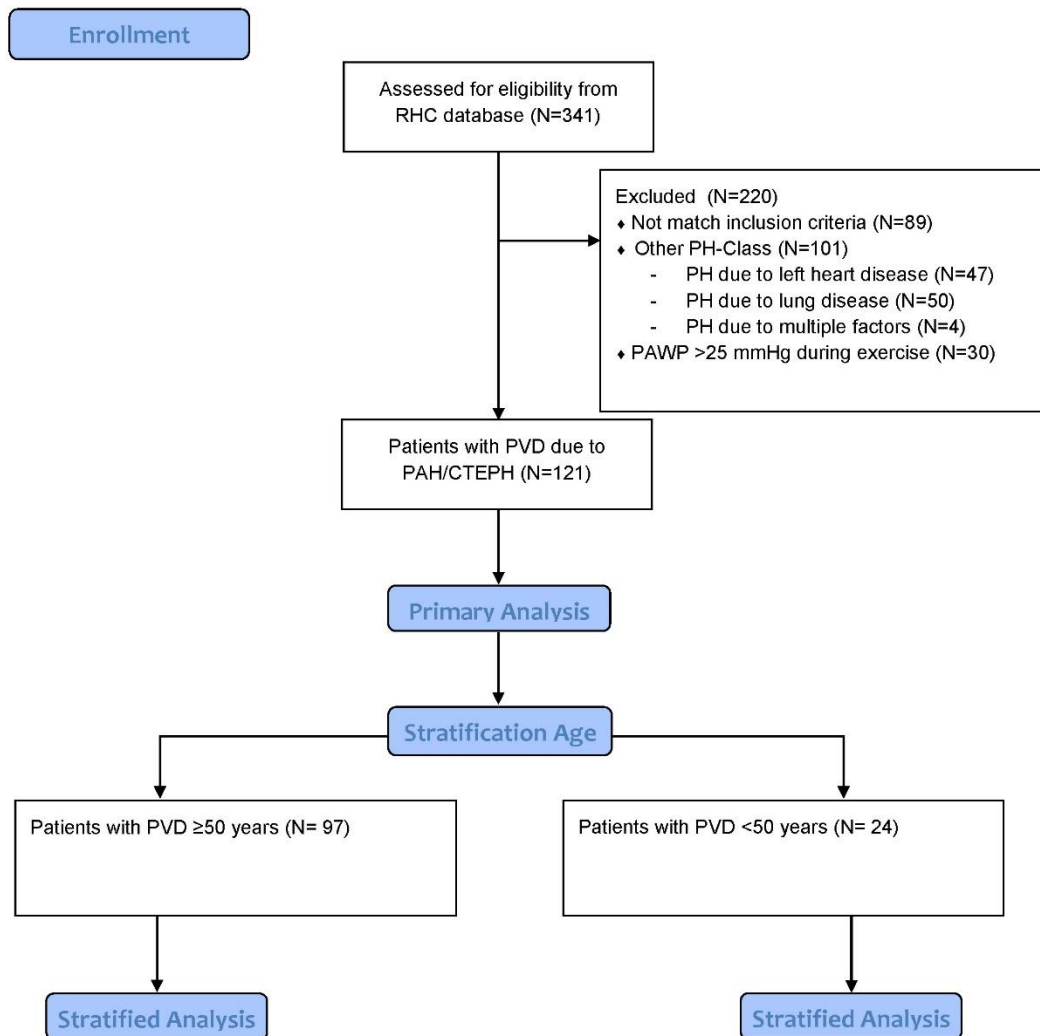 Enrollment
Assessed for eligibility from
RHC database (N=341)
Excluded (N=220)
♦ Not match inclusion criteria (N=89)
♦ Other PH-Class (N=101)
- PH due to left heart disease (N=47)
- PH due to lung disease (N=50)
- PH due to multiple factors (N=4)
♦ PAWP >25 mmHg during exercise (N=30)
Patients with PVD due to
PAH/CTEPH (N=121)
Primary Analysis
Stratification Age
Patients with PVD ≥50 years (N= 97)
Patients with PVD <50 years (N= 24)
Stratified Analysis
Stratified Analysis